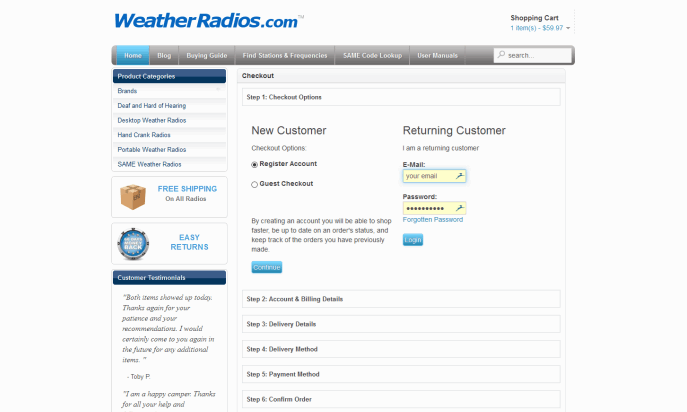 WeatherRadios.com™
Shopping Cart
1 item(s) - $59.97
Home
Blog
Buying Guide
Find Stations & Frequencies
SAME Code Lookup
User Manuals
search...
Product Categories
Brands
Deaf and Hard of Hearing
Desktop Weather Radios
Hand Crank Radios
Portable Weather Radios
SAME Weather Radios
FREE SHIPPING
On All Radios
EASY
RETURNS
Customer Testimonials
"Both items showed up today.
Thanks again for your
patience and your
recommendations. I would
certainly come to you again in
the future for any additional
items. "
- Toby P.
"I am a happy camper. Thanks
for all your help and
Checkout
Step 1: Checkout Options
New Customer
Checkout Options:
Register Account
Guest Checkout
By creating an account you will be able to shop
faster, be up to date on an order's status, and
keep track of the orders you have previously
made.
Continue
Returning Customer
I am a returning customer
E-Mail:
your email
Password:
••••••••••
Forgotten Password
Login
Step 2: Account & Billing Details
Step 3: Delivery Details
Step 4: Delivery Method
Step 5: Payment Method
Step 6: Confirm Order